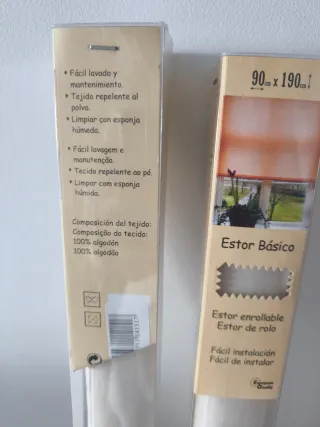 • Fácil lavado y
mantenimiento.
• Tejido repelente al
polvo.
• Limpiar con esponja
húmeda.
• Fácil lavagem e
manutenção.
• Tecido repelente ao pó.
• Limpar com esponja
húmida.
Composición del tejido:
Composição do tecido:
100% algodón
100% algodão
90cm x 190cm
Estor Básico
Estor enrollable
Estor de rolo
Fácil instalación
Fácil de instalar